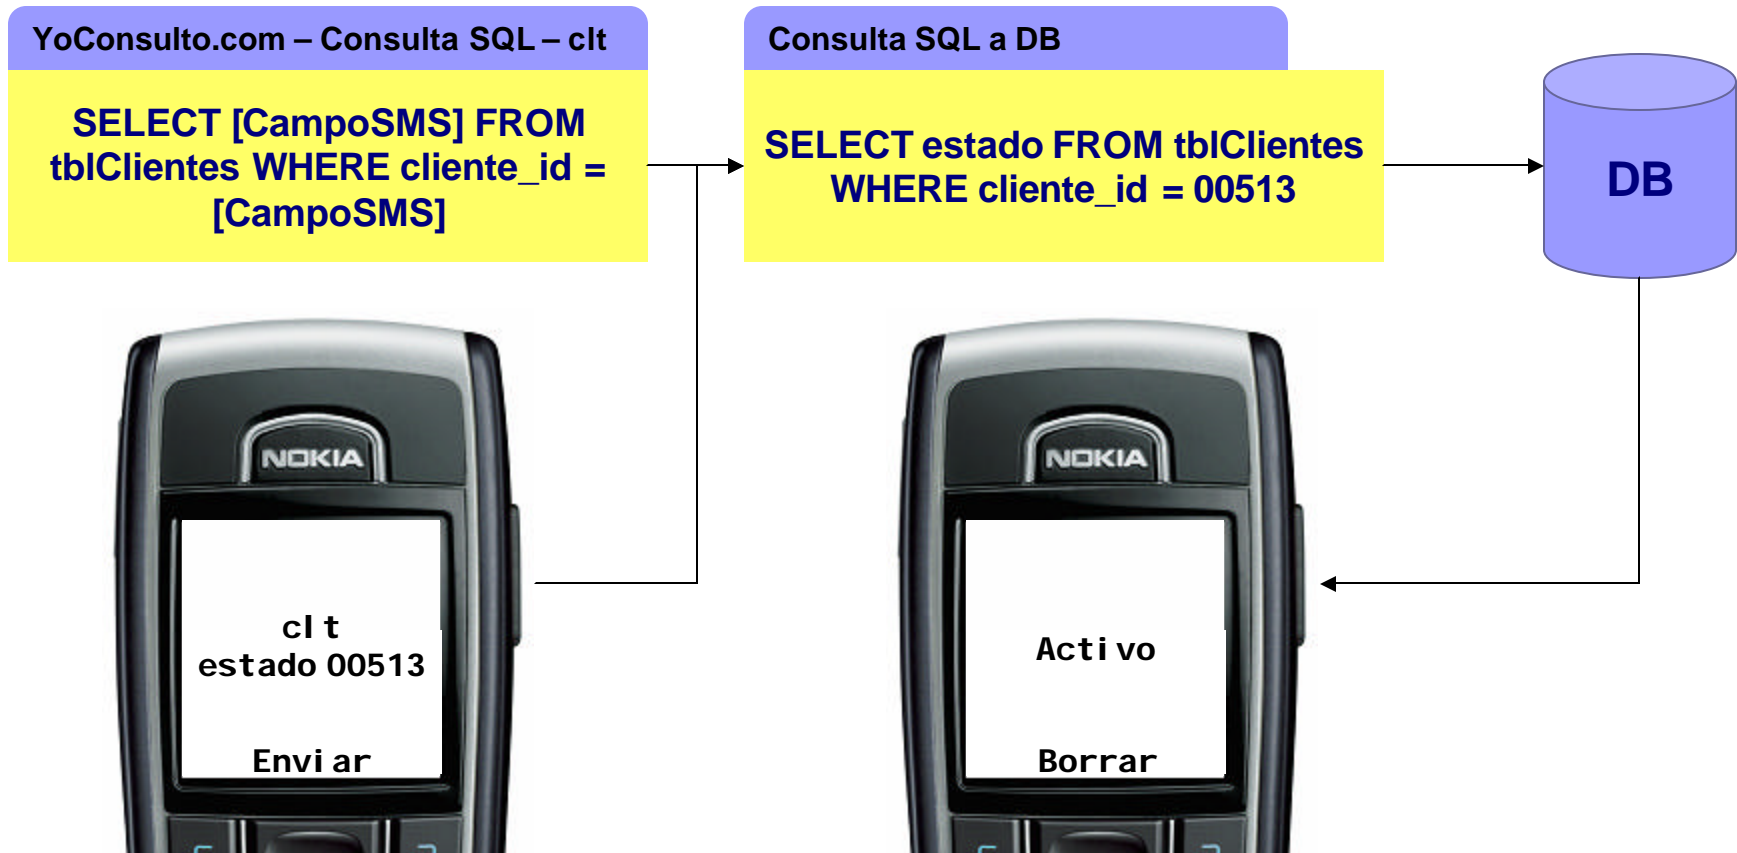 YoConsulto.com – Consulta SQL – clt
SELECT [CampoSMS] FROM
tblClientes WHERE cliente_id =
[CampoSMS]
Consulta SQL a DB
SELECT estado FROM tblClientes
WHERE cliente_id = 00513
DB
NOKIA
clt
estado 00513
Enviar
NOKIA
Activo
Borrar